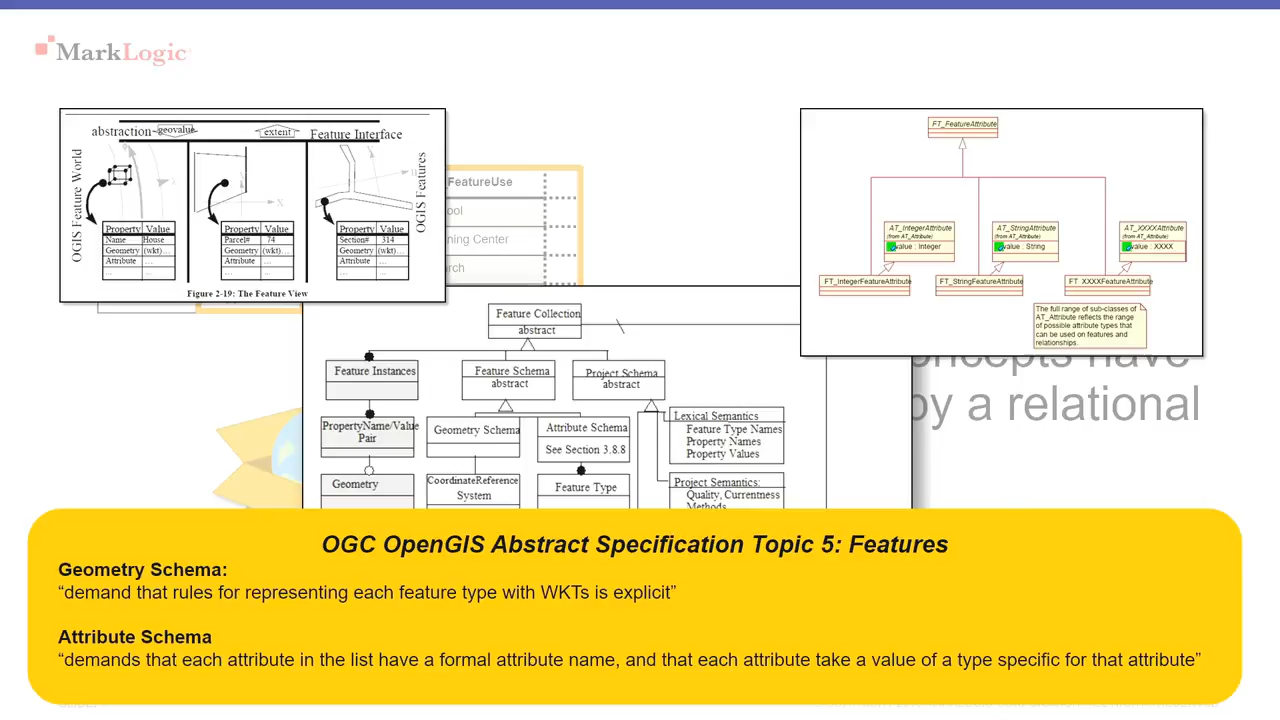 MarkLogic
abstraction
geovalue
extent
Feature Interface
OGIS Feature World
OGIS Features
Property Value
Name House
Geometry (wkt)...
Attribute ...
... ...
Property Value
Parcel# 74
Geometry (wkt)...
Attribute ...
... ...
Property Value
Section# 314
Geometry (wkt)...
Attribute ...
... ...
X
Figure 2-19: The Feature View
_FeatureUse
ool
ning Center
rch
FT_FeatureAttribute
AT_IntegerAttribute
(from AT_Attribute)
value : Integer
AT_StringAttribute
(from AT_Attribute)
value : String
AT_XXXXAttribute
(from AT_Attribute)
value : XXXX
FT_IntegerFeatureAttribute
FT_StringFeatureAttribute
FT_XXXXFeatureAttribute
The full range of sub-classes of
AT_Attribute reflects the range
of possible attribute types that
can be used on features and
relationships.
Feature Collection
abstract
Feature Instances
Feature Schema
abstract
Project Schema
abstract
PropertyName/Value
Pair
Geometry Schema
Attribute Schema
See Section 3.8.8
Lexical Semantics
Feature Type Names
Property Names
Property Values
Geometry
CoordinateReference
System
Feature Type
Project Semantics:
Quality, Currentness
Methods
oncepts have
by a relational
OGC OpenGIS Abstract Specification Topic 5: Features
Geometry Schema:
“demand that rules for representing each feature type with WKTs is explicit”
Attribute Schema
“demands that each attribute in the list have a formal attribute name, and that each attribute take a value of a type specific for that attribute”